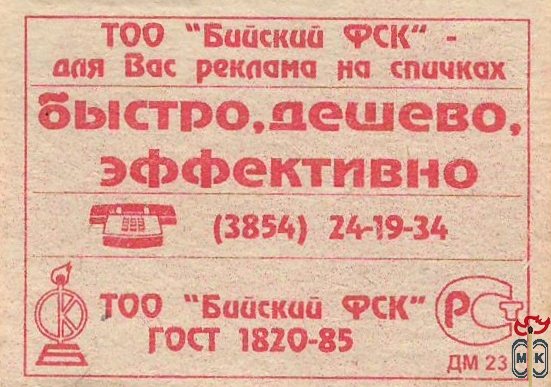 ТОО "Бийский ФСК" -
для Вас реклама на спичках
быстро, дешево,
эффективно
(3854) 24-19-34
ТОО "Бийский ФСК"
ГОСТ 1820-85
РСТ
ДМ 23
МК